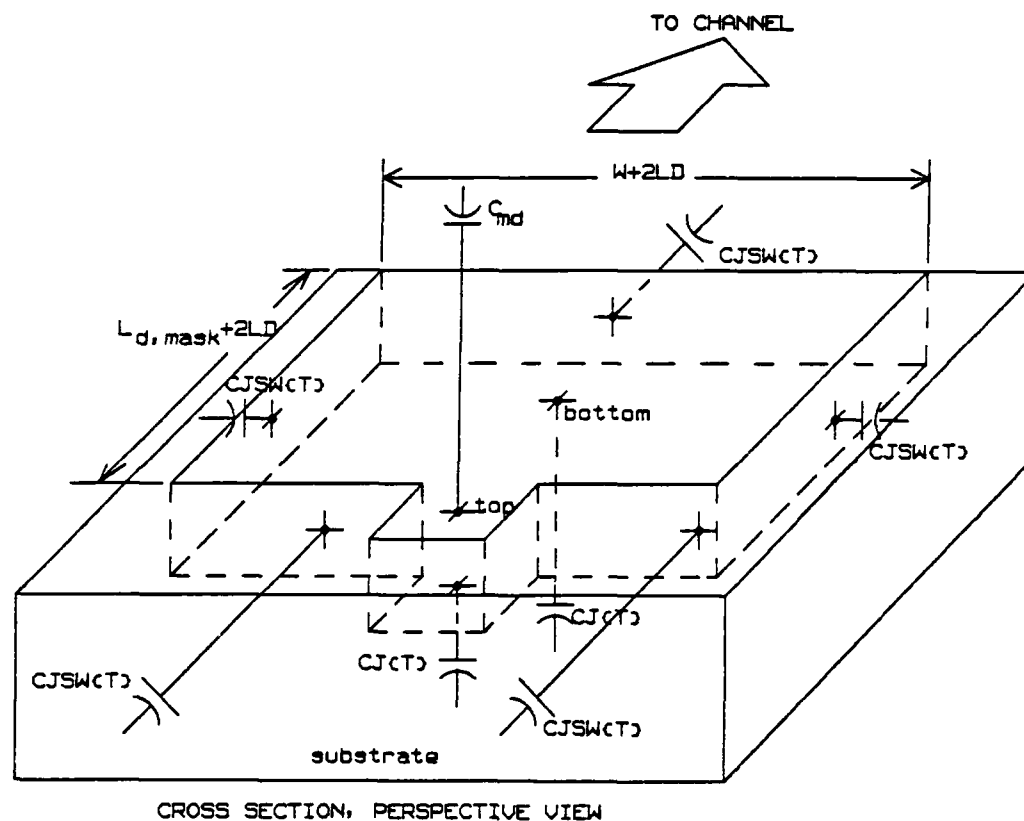 TO CHANNEL
W+2LD
Cmd
CJSW(T)
Ld,mask+2LD
CJSW(T)
bottom
CJSW(T)
top
CJ(T)
CJ(T)
CJSW(T)
CJSW(T)
substrate
CROSS SECTION, PERSPECTIVE VIEW